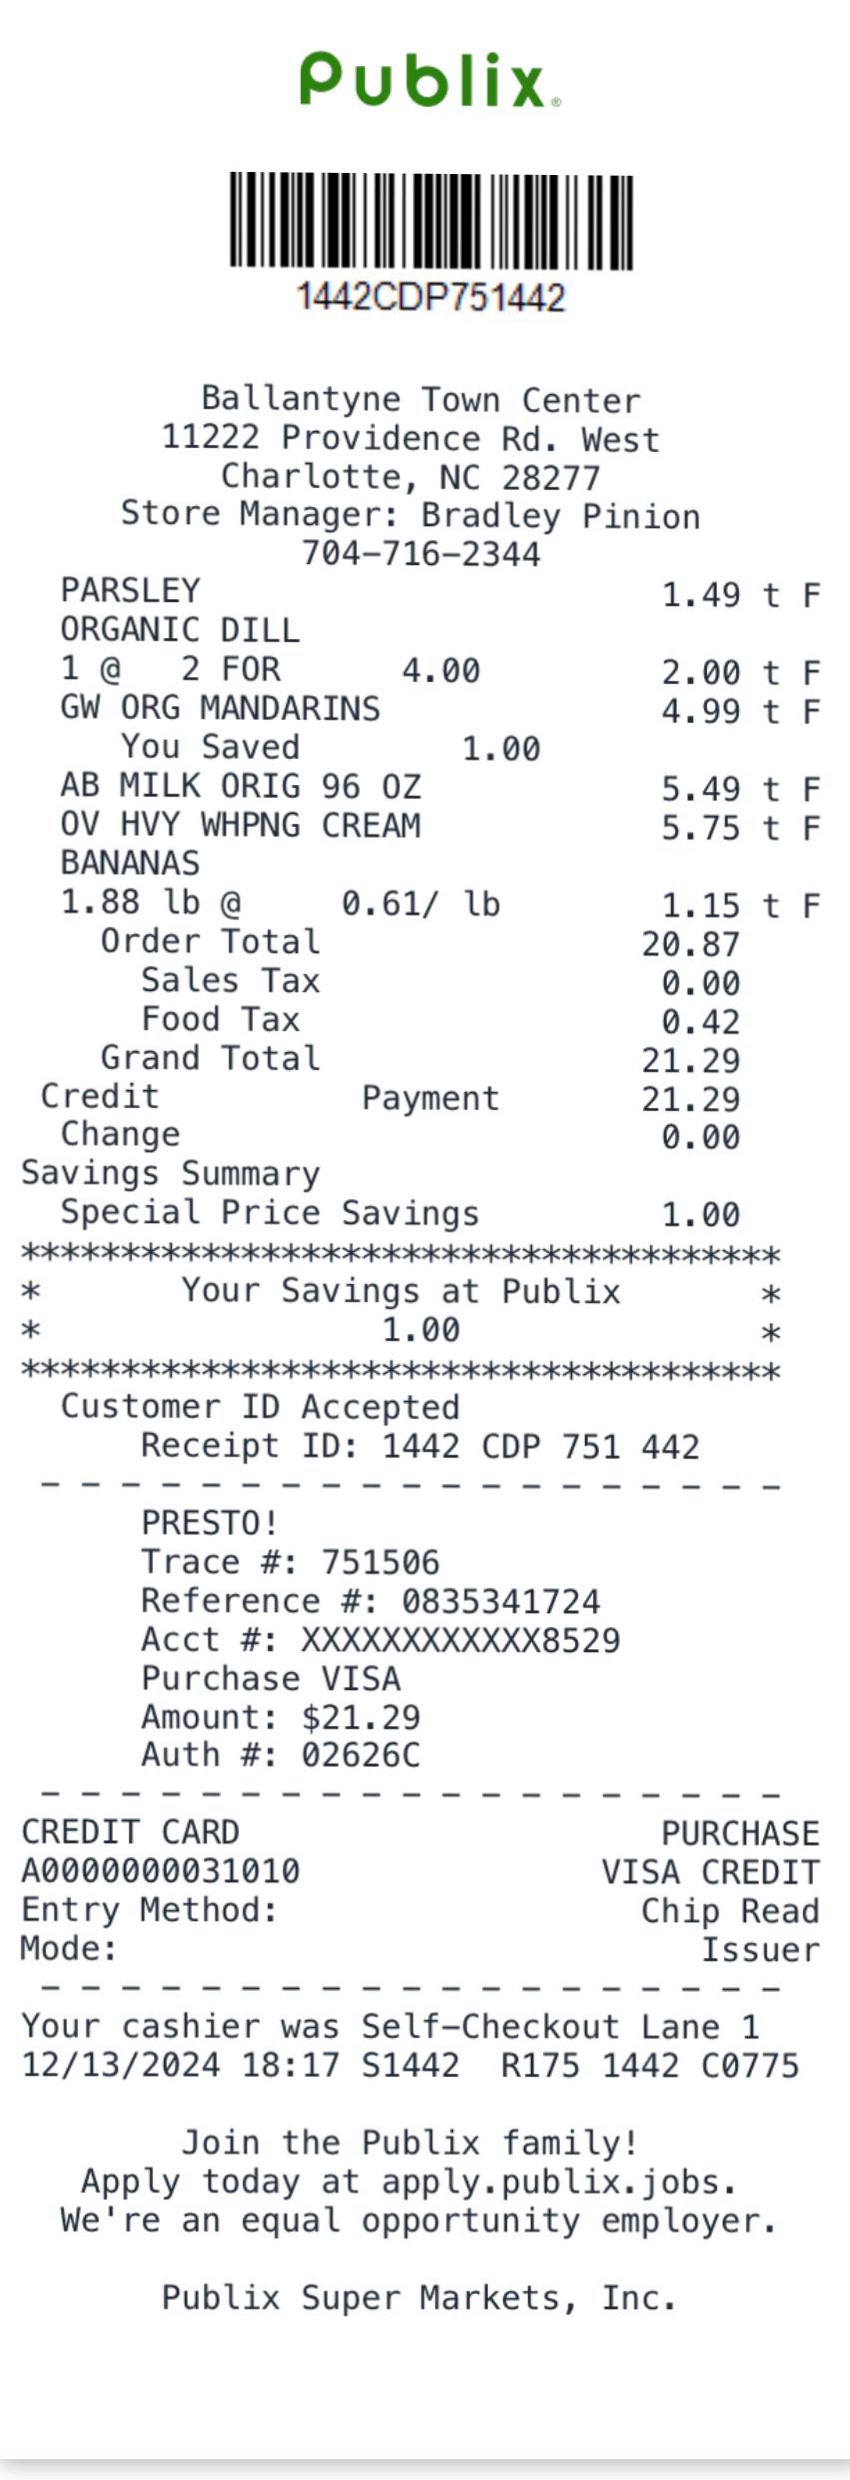 Publix®
1442CDP751442
Ballantyne Town Center
11222 Providence Rd. West
Charlotte, NC 28277
Store Manager: Bradley Pinion
704-716-2344
PARSLEY 1.49 t F
ORGANIC DILL
1 @ 2 FOR 4.00 2.00 t F
GW ORG MANDARINS 4.99 t F
You Saved 1.00
AB MILK ORIG 96 OZ 5.49 t F
OV HVY WHPNG CREAM 5.75 t F
BANANAS
1.88 lb @ 0.61/ lb 1.15 t F
Order Total 20.87
Sales Tax 0.00
Food Tax 0.42
Grand Total 21.29
Credit Payment 21.29
Change 0.00
Savings Summary
Special Price Savings 1.00
**************************************
* Your Savings at Publix *
* 1.00 *
**************************************
Customer ID Accepted
Receipt ID: 1442 CDP 751 442
- - - - - - - - - - - - - - - - - - -
PRESTO!
Trace #: 751506
Reference #: 0835341724
Acct #: XXXXXXXXXXXX8529
Purchase VISA
Amount: $21.29
Auth #: 02626C
- - - - - - - - - - - - - - - - - - -
CREDIT CARD PURCHASE
A0000000031010 VISA CREDIT
Entry Method: Chip Read
Mode: Issuer
- - - - - - - - - - - - - - - - - - -
Your cashier was Self-Checkout Lane 1
12/13/2024 18:17 S1442 R175 1442 C0775
Join the Publix family!
Apply today at apply.publix.jobs.
We're an equal opportunity employer.
Publix Super Markets, Inc.